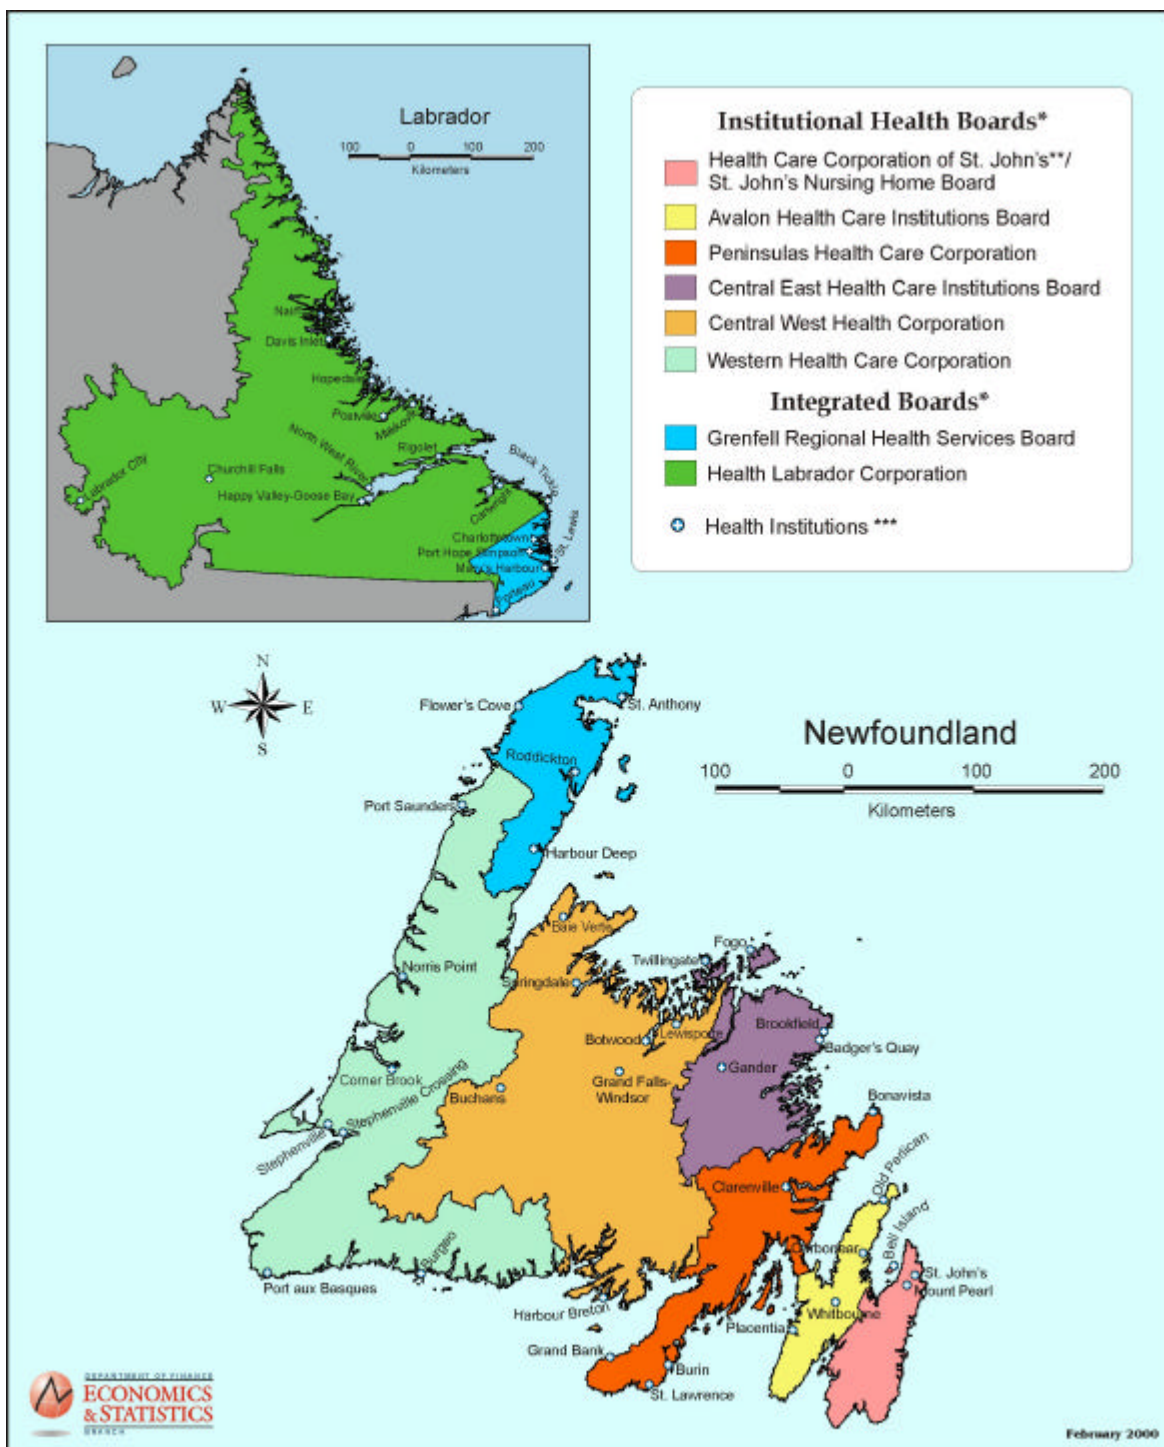 Labrador
100 0 100 200
Kilometers
Nain
Davis Inlet
Hopedale
Postville
Makkovik
North West River
Rigolet
Black Tickle
Labrador City
Churchill Falls
Happy Valley-Goose Bay
Cartwright
Charlottetown
St. Lewis
Port Hope Simpson
Mary's Harbour
Forteau
Institutional Health Boards*
Health Care Corporation of St. John's**/
St. John's Nursing Home Board
Avalon Health Care Institutions Board
Peninsulas Health Care Corporation
Central East Health Care Institutions Board
Central West Health Corporation
Western Health Care Corporation
Integrated Boards*
Grenfell Regional Health Services Board
Health Labrador Corporation
Health Institutions ***
N
W E
S
Newfoundland
100 0 100 200
Kilometers
Flower's Cove
St. Anthony
Roddickton
Port Saunders
Harbour Deep
Baie Verte
Fogo
Twillingate
Norris Point
Springdale
Lewisporte
Brookfield
Botwood
Badger's Quay
Gander
Corner Brook
Stephenville Crossing
Buchans
Grand Falls-
Windsor
Bonavista
Stephenville
Old Perlican
Clarenville
Bell Island
Carbonear
Burgeo
St. John's
Mount Pearl
Port aux Basques
Harbour Breton
Whitbourne
Placentia
Grand Bank
Burin
St. Lawrence
DEPARTMENT OF FINANCE
ECONOMICS
& STATISTICS
BRANCH
February 2000